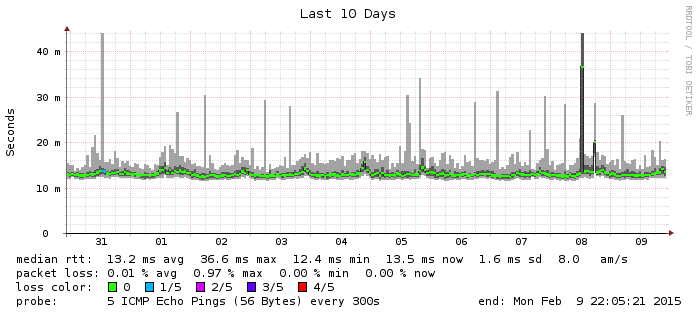 Last 10 Days
RRDTOOL / TOBI OETIKER
Seconds
40 m
30 m
20 m
10 m
0
31 01 02 03 04 05 06 07 08 09
median rtt: 13.2 ms avg 36.6 ms max 12.4 ms min 13.5 ms now 1.6 ms sd 8.0 am/s
packet loss: 0.01 % avg 0.97 % max 0.00 % min 0.00 % now
loss color: 0 1/5 2/5 3/5 4/5
probe: 5 ICMP Echo Pings (56 Bytes) every 300s end: Mon Feb 9 22:05:21 2015